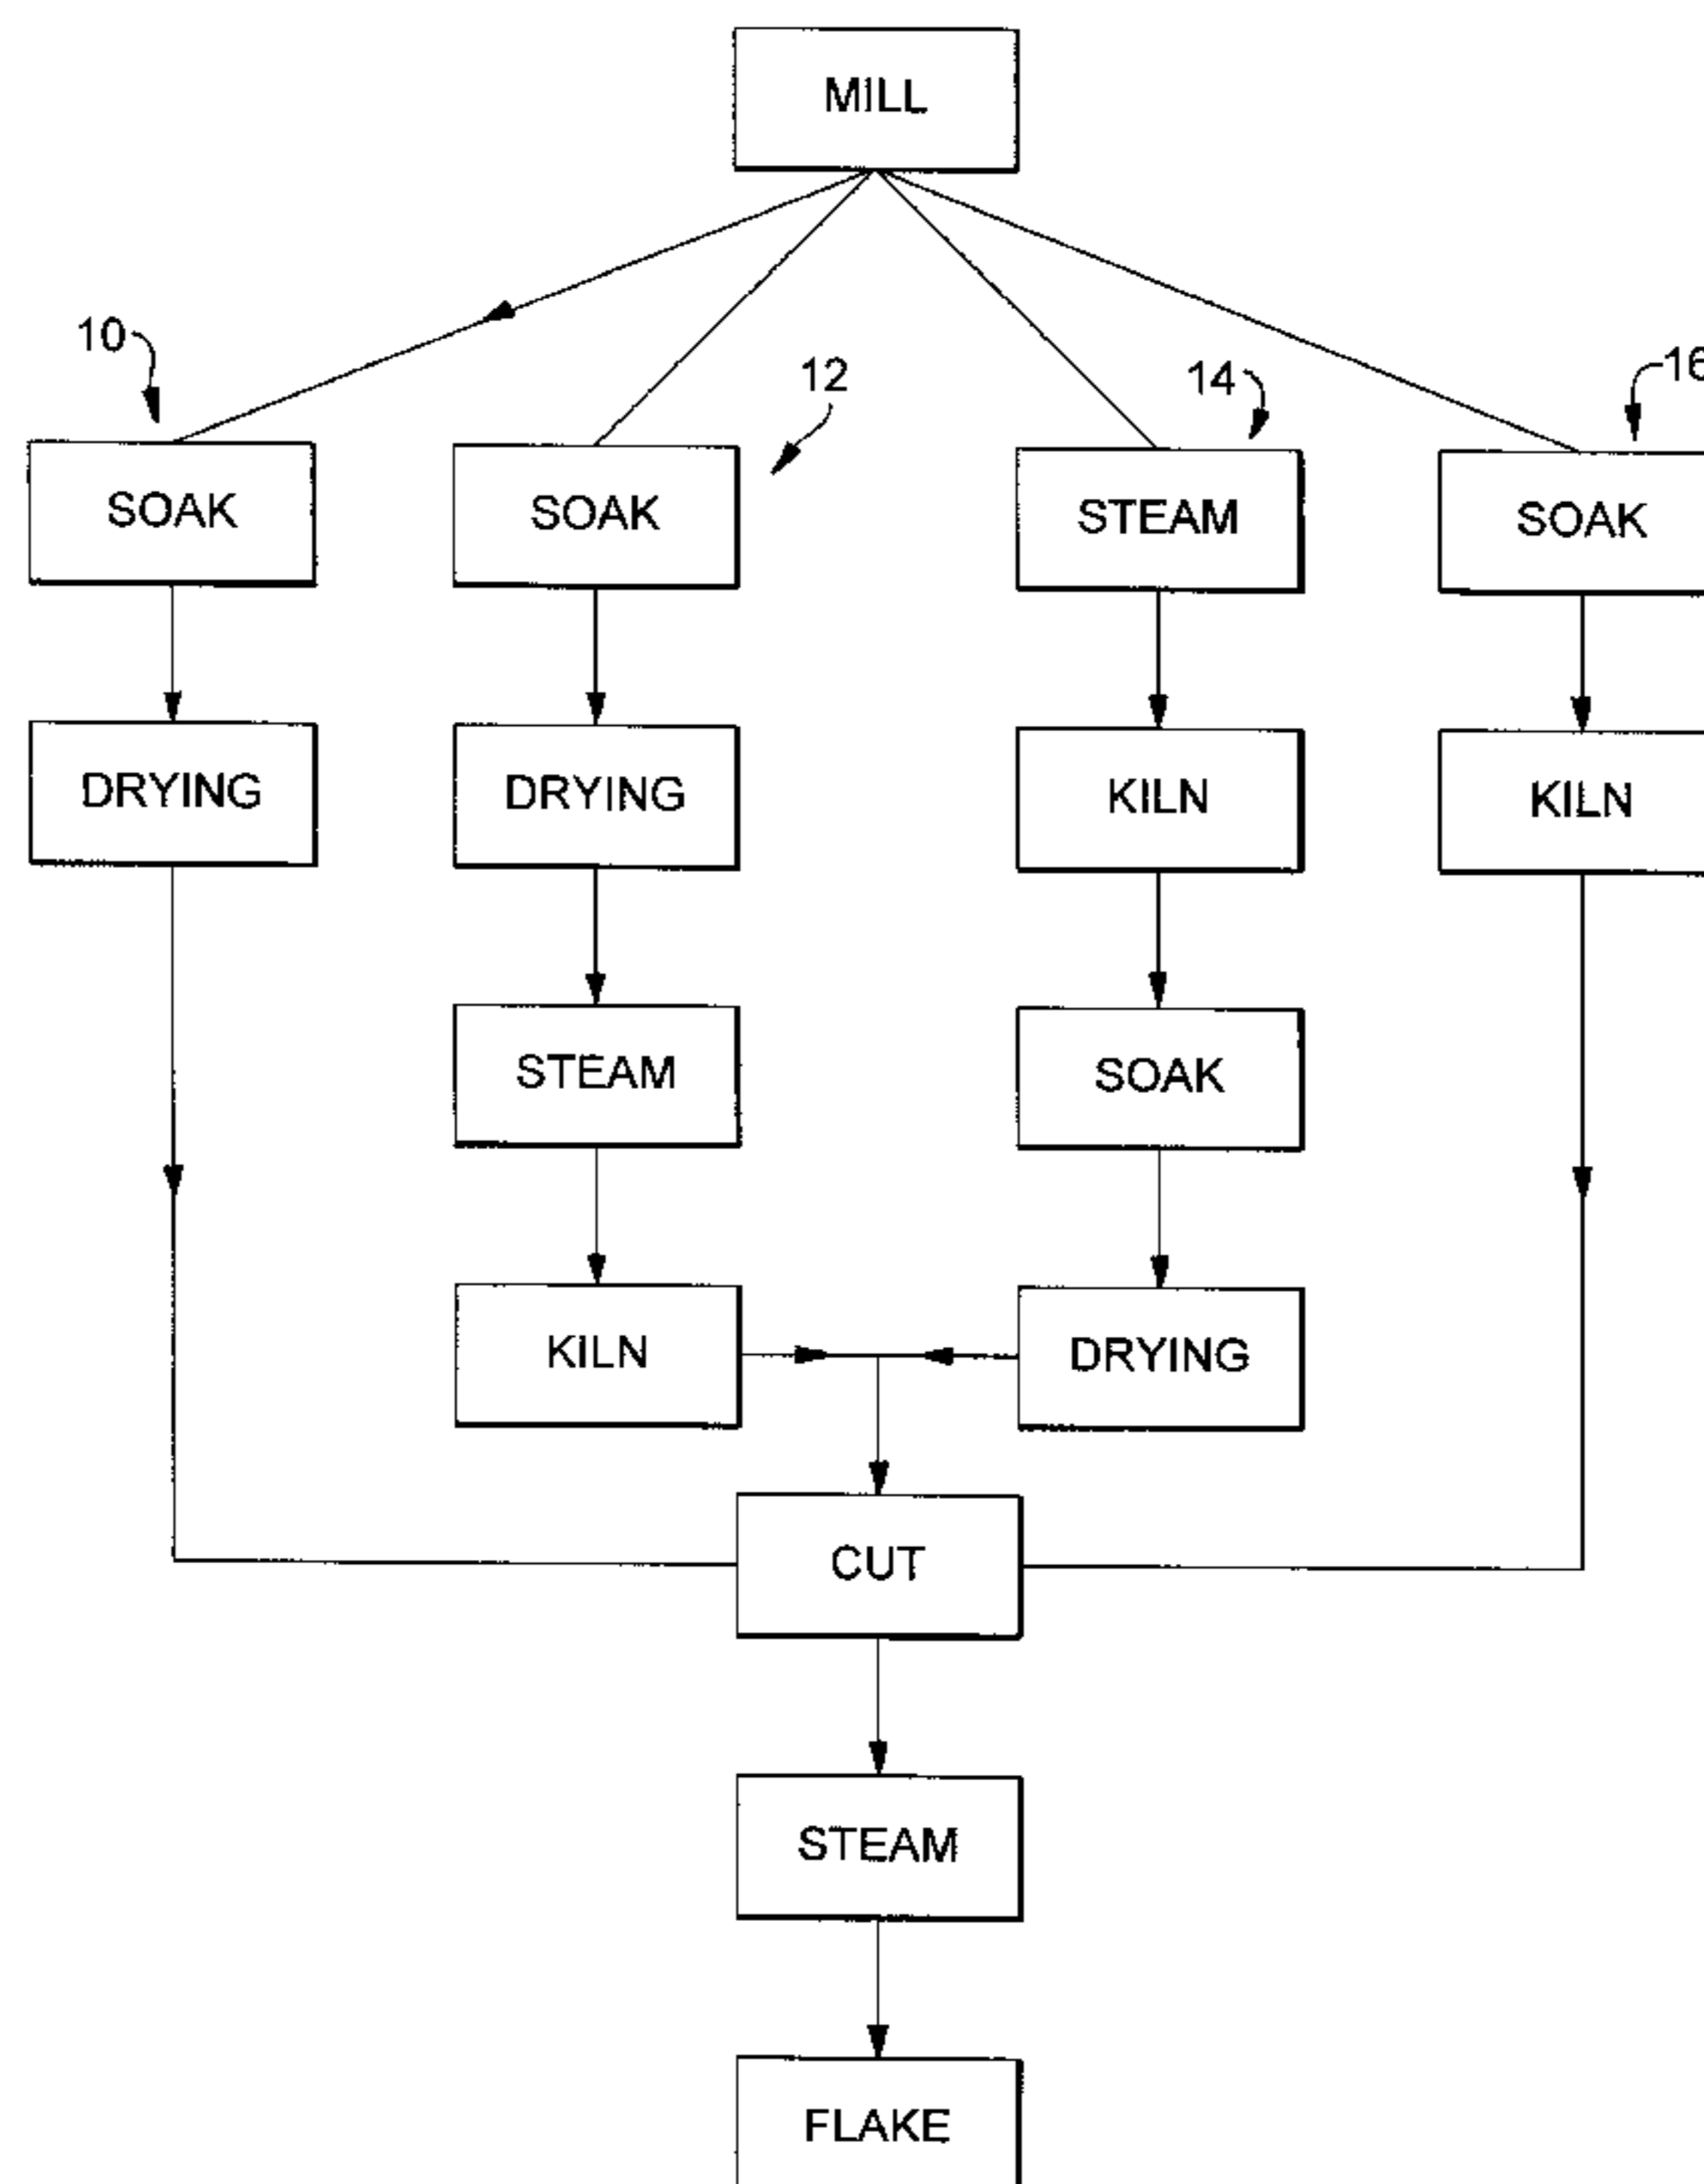 MILL
10
12
14
16
SOAK
SOAK
STEAM
SOAK
DRYING
DRYING
KILN
KILN
STEAM
SOAK
KILN
DRYING
CUT
STEAM
FLAKE